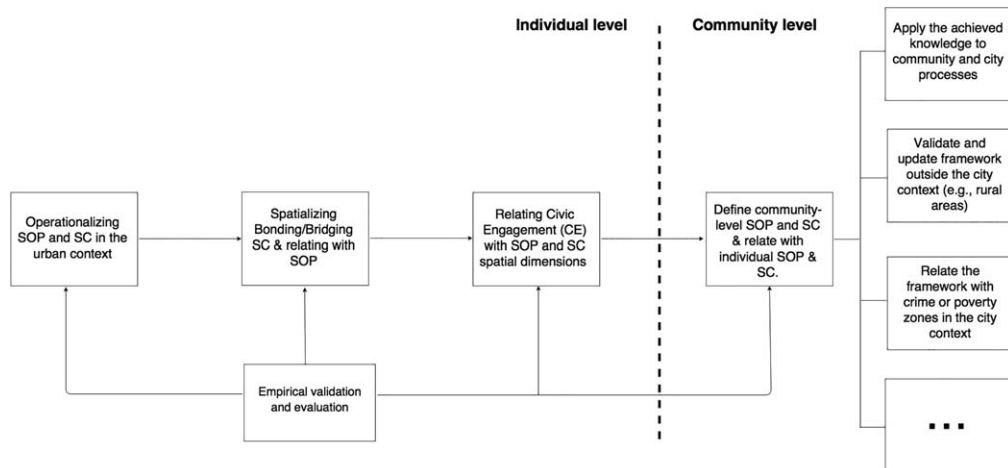 Individual level
Community level
Operationalizing
SOP and SC in the
urban context
Spatializing
Bonding/Bridging
SC & relating with
SOP
Relating Civic
Engagement (CE)
with SOP and SC
spatial dimensions
Define community-
level SOP and SC
& relate with
individual SOP &
SC.
Empirical validation
and evaluation
Apply the achieved
knowledge to
community and city
processes
Validate and
update framework
outside the city
context (e.g., rural
areas)
Relate the
framework with
crime or poverty
zones in the city
context
...